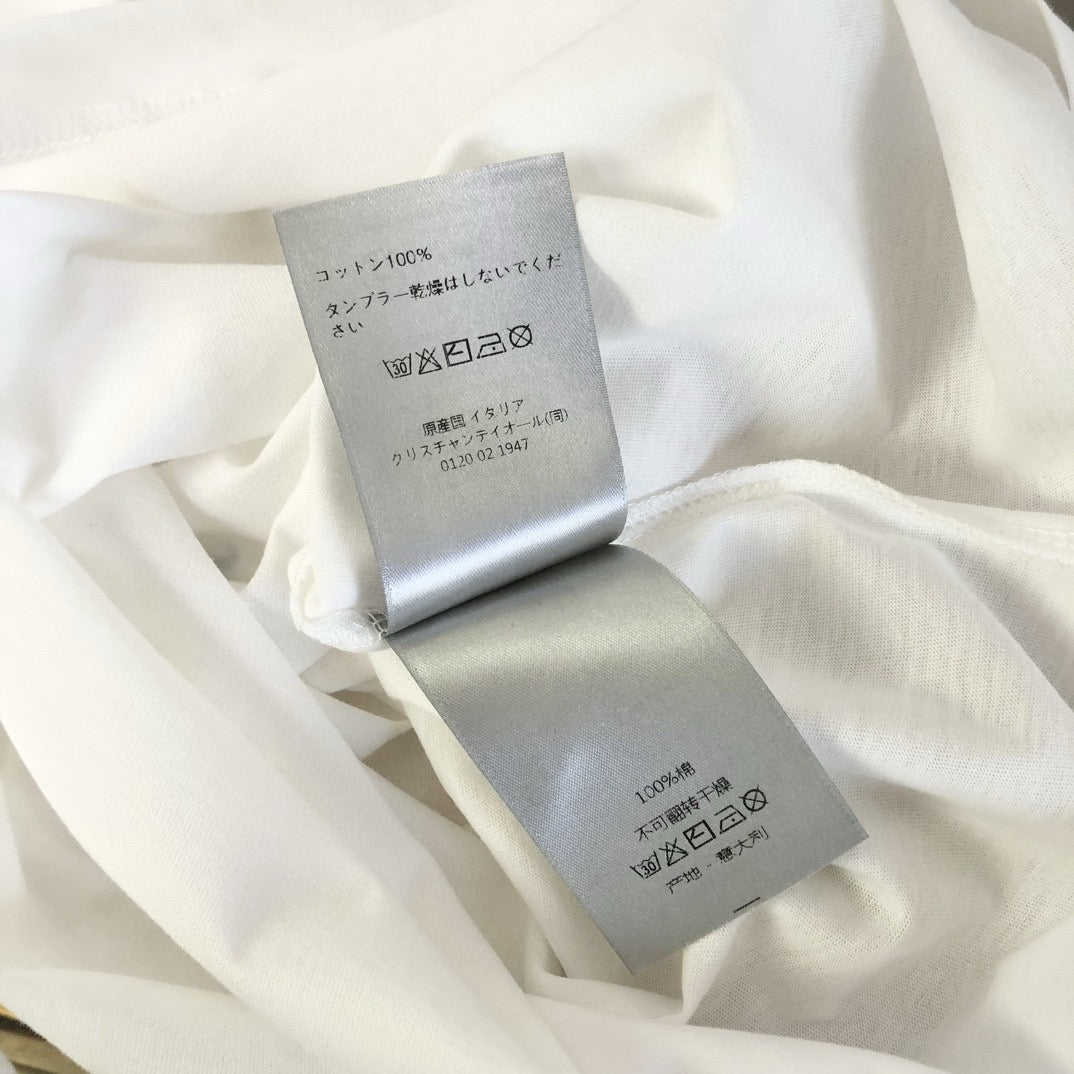 コットン100%
タンブラー乾燥はしないでくだ
さい
30
原産国 イタリア
クリスチャンディオール(同)
0120 02 1947
100%棉
不可翻转干燥
30
产地 - 意大利